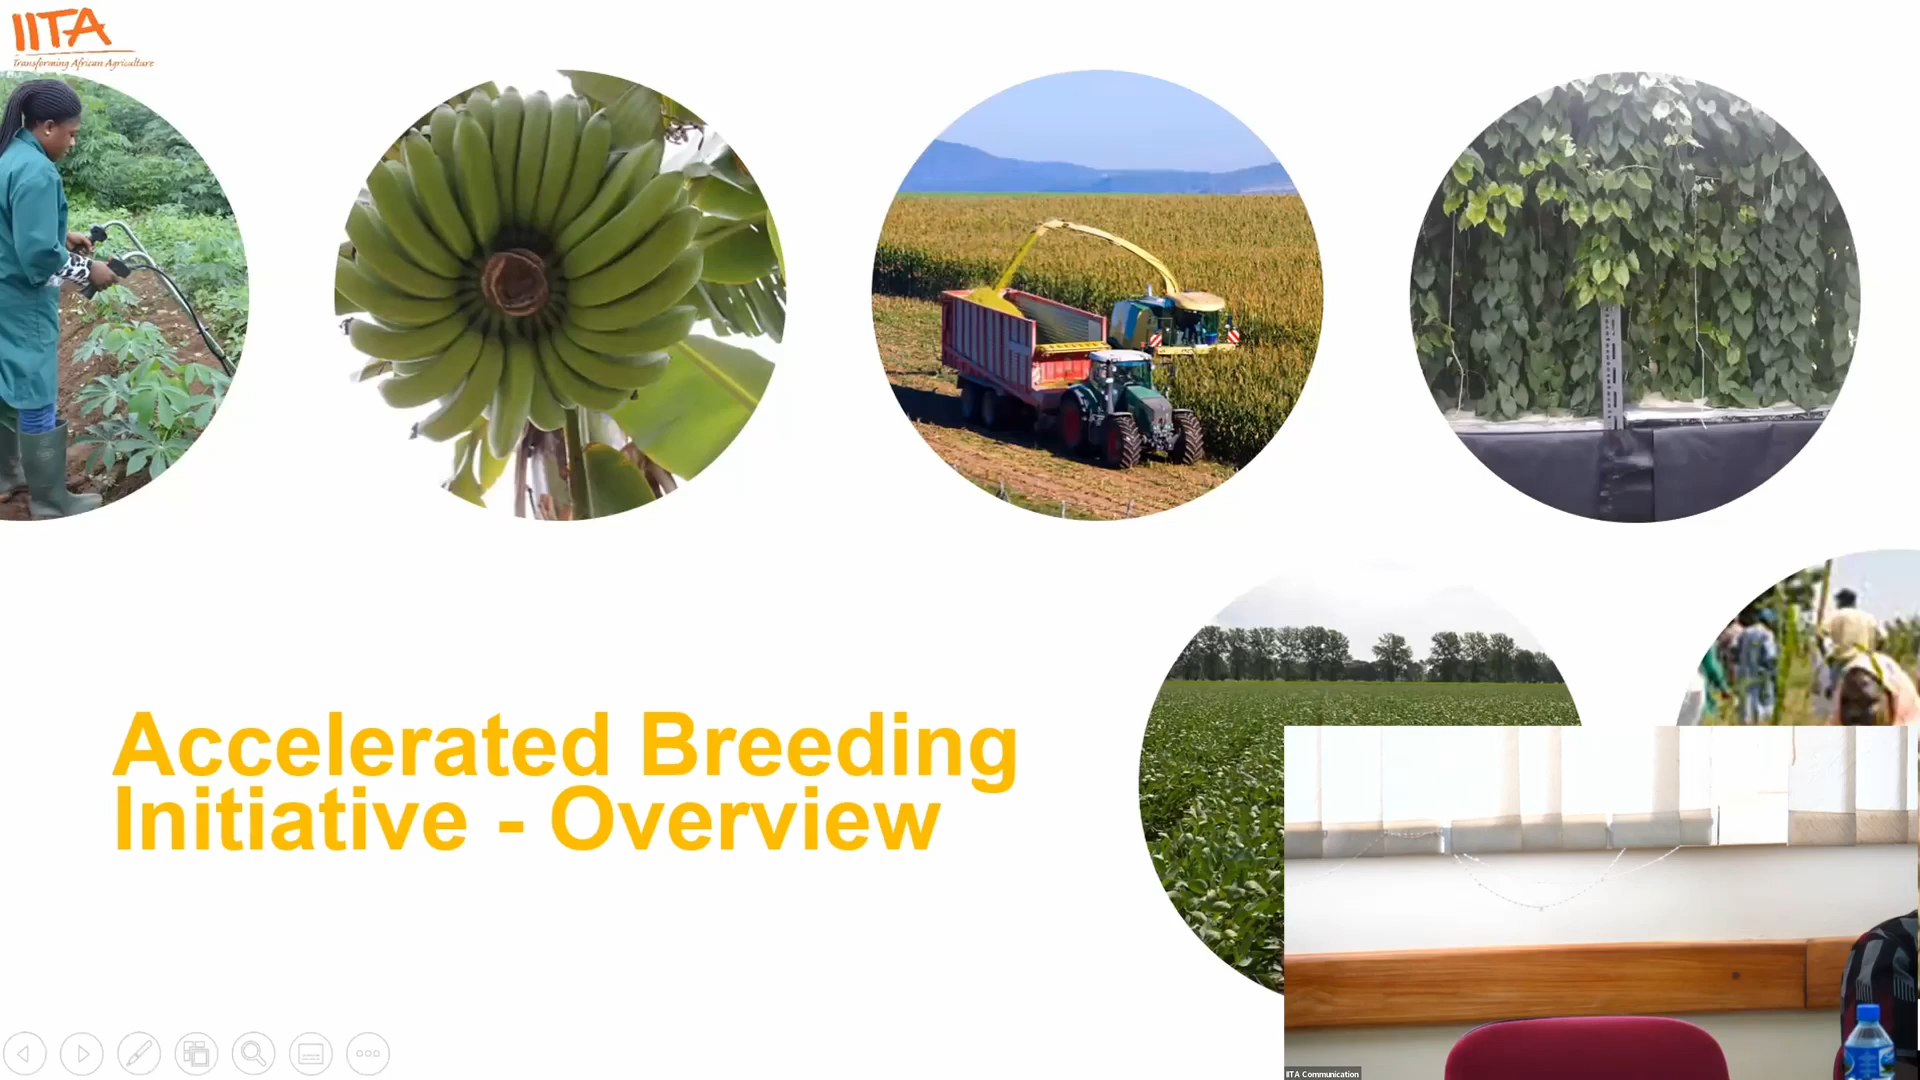 IITA
Transforming African Agriculture
Accelerated Breeding
Initiative - Overview
IITA Communication